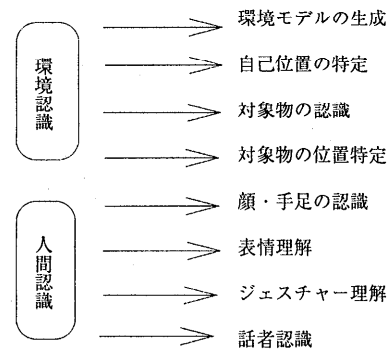 環境認識
環境モデルの生成
自己位置の特定
対象物の認識
対象物の位置特定
人間認識
顔・手足の認識
表情理解
ジェスチャー理解
話者認識